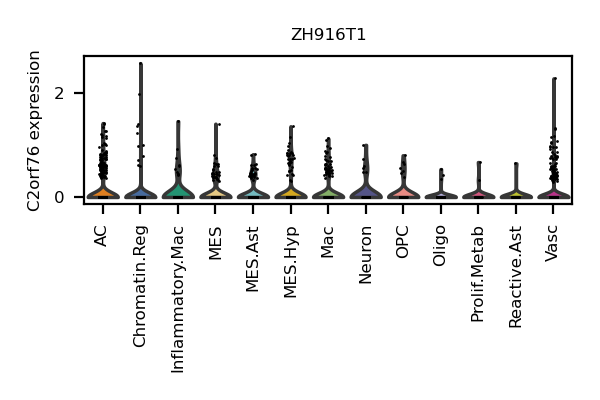 ZH916T1
C2orf76 expression
2
0
AC
Chromatin.Reg
Inflammatory.Mac
MES
MES.Ast
MES.Hyp
Mac
Neuron
OPC
Oligo
Prolif.Metab
Reactive.Ast
Vasc